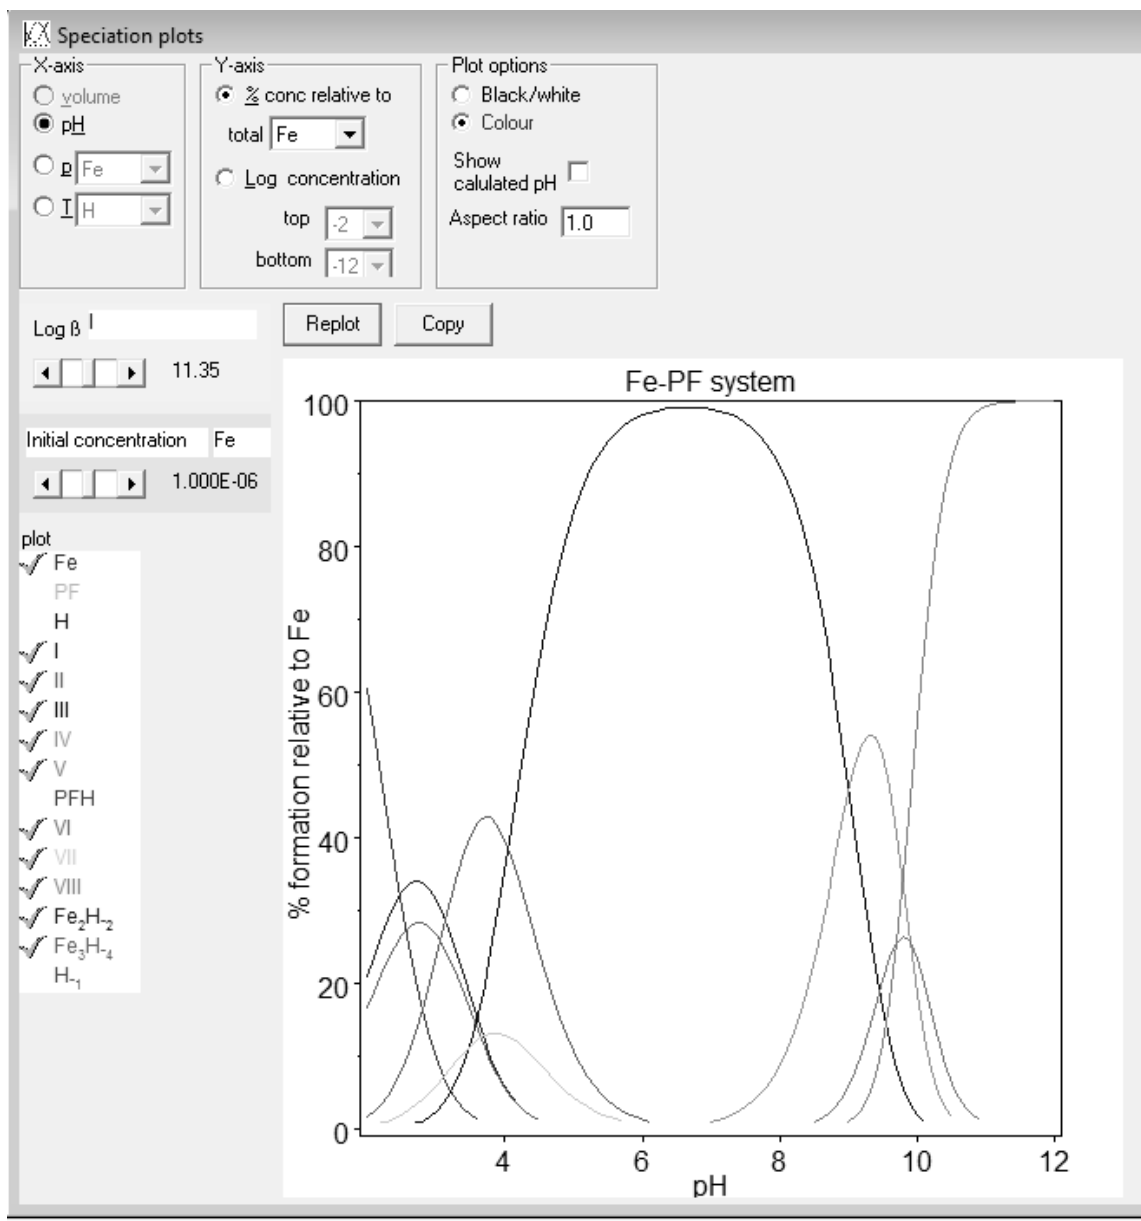 Speciation plots
X-axis
volume
pH
p Fe
T H
Y-axis
% conc relative to
total Fe
Log concentration
top -2
bottom -12
Plot options
Black/white
Colour
Show
calulated pH
Aspect ratio 1.0
Log ß I
11.35
Initial concentration Fe
1.000E-06
plot
Fe
PF
H
I
II
III
IV
V
PFH
VI
VII
VIII
Fe₂H₋₂
Fe₃H₋₄
H₋₁
Replot Copy
Fe-PF system
% formation relative to Fe
100
80
60
40
20
0
4 6 8 10 12
pH